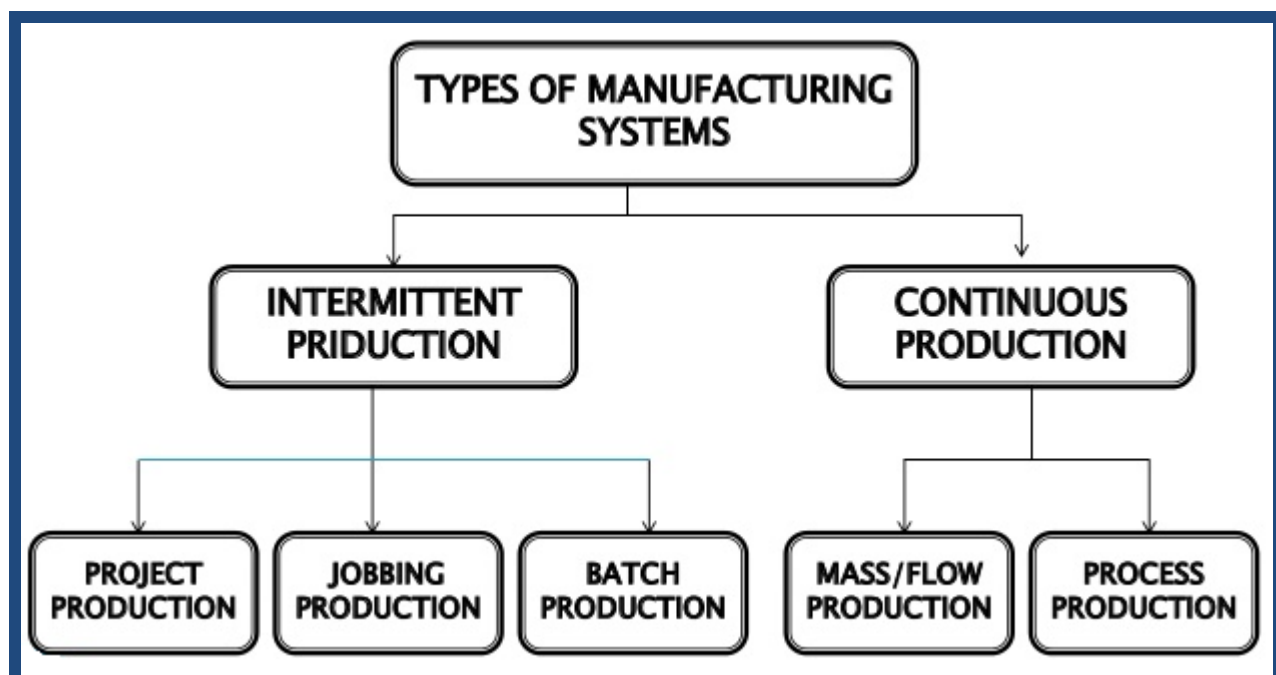 TYPES OF MANUFACTURING
SYSTEMS
INTERMITTENT
PRIDUCTION
CONTINUOUS
PRODUCTION
PROJECT
PRODUCTION
JOBBING
PRODUCTION
BATCH
PRODUCTION
MASS/FLOW
PRODUCTION
PROCESS
PRODUCTION